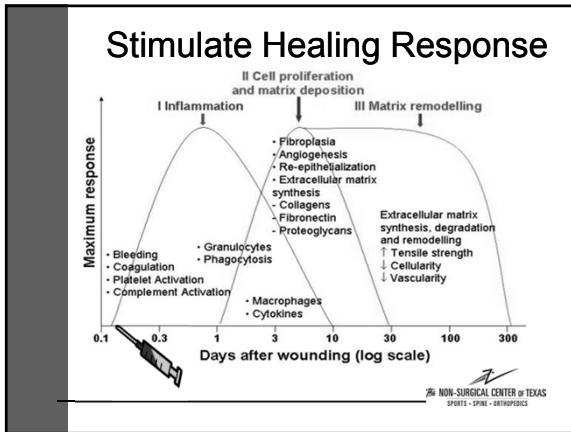 Stimulate Healing Response
II Cell proliferation
and matrix deposition
I Inflammation
III Matrix remodelling
Maximum response
• Bleeding
• Coagulation
• Platelet Activation
• Complement Activation
• Granulocytes
• Phagocytosis
• Macrophages
• Cytokines
• Fibroplasia
• Angiogenesis
• Re-epithelialization
• Extracellular matrix
synthesis
- Collagens
- Fibronectin
- Proteoglycans
Extracellular matrix
synthesis, degradation
and remodelling
↑ Tensile strength
↓ Cellularity
↓ Vascularity
0.1 0.3 1 3 10 30 100 300
Days after wounding (log scale)
The NON-SURGICAL CENTER OF TEXAS
SPORTS • SPINE • ORTHOPEDICS